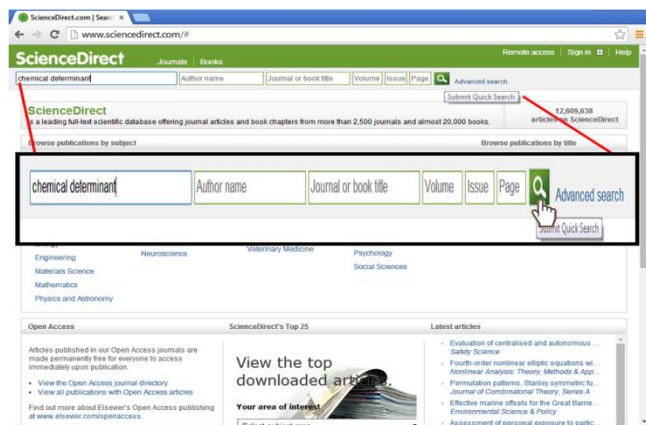 ScienceDirect.com | Search
www.sciencedirect.com/#
Remote access | Sign in | Help
ScienceDirect Journals | Books
chemical determinant Author name Journal or book title Volume Issue Page Advanced search
Submit Quick Search
ScienceDirect
is a leading full-text scientific database offering journal articles and book chapters from more than 2,500 journals and almost 20,000 books.
12,609,638
articles on ScienceDirect
Browse publications by subject Browse publications by title
chemical determinant Author name Journal or book title Volume Issue Page Advanced search
Submit Quick Search
Engineering
Materials Science
Mathematics
Physics and Astronomy
Neuroscience
Veterinary Medicine
Psychology
Social Sciences
Open Access
Articles published in our Open Access journals are
made permanently free for everyone to access
immediately upon publication.
View the Open Access journal directory
View all publications with Open Access articles
Find out more about Elsevier's Open Access publishing
at www.elsevier.com/openaccess.
ScienceDirect's Top 25
View the top
downloaded articles.
Your area of interest
Select subject area
Latest articles
Evaluation of centralised and autonomous ...
Safety Science
Fourth-order nonlinear elliptic equations wi...
Nonlinear Analysis: Theory, Methods & App...
Permutation patterns, Stanley symmetric fu...
Journal of Combinatorial Theory, Series A
Effective marine offsets for the Great Barrie...
Environmental Science & Policy
Assessment of personal exposure to partic...